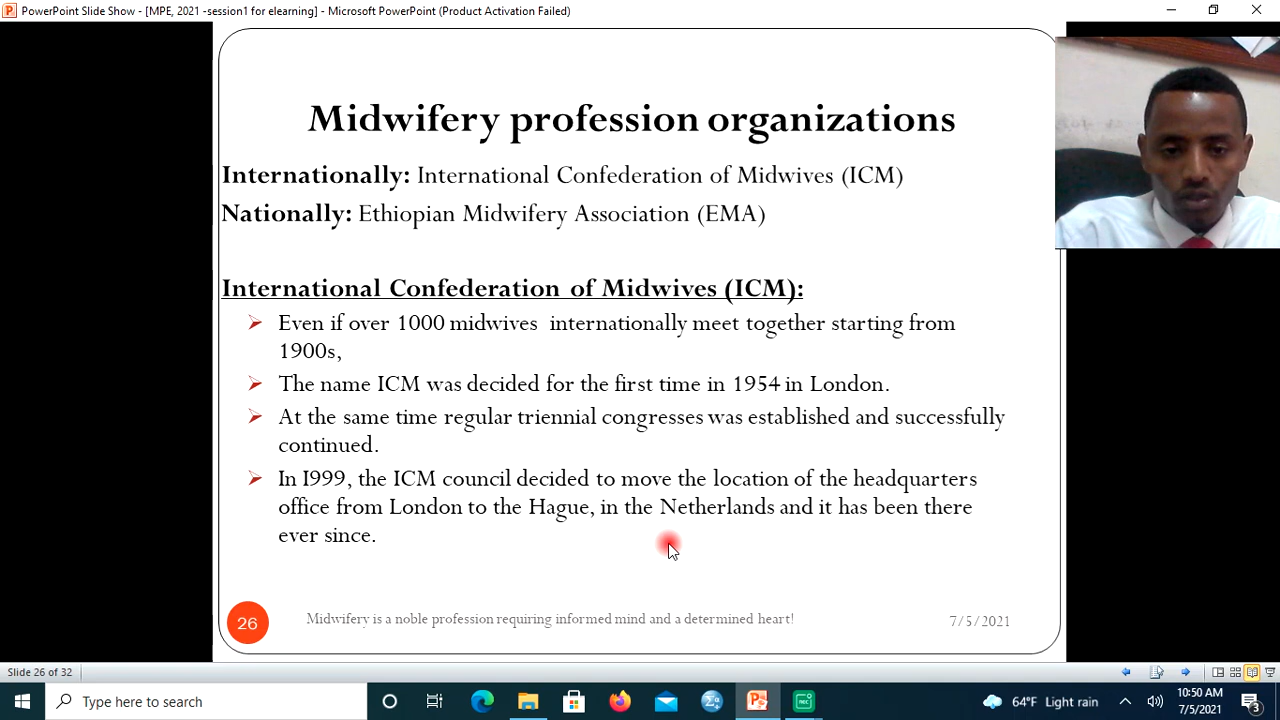 PowerPoint Slide Show - [MPE, 2021 -session1 for elearning] - Microsoft PowerPoint (Product Activation Failed)
Midwifery profession organizations
Internationally: International Confederation of Midwives (ICM)
Nationally: Ethiopian Midwifery Association (EMA)
International Confederation of Midwives (ICM):
Even if over 1000 midwives internationally meet together starting from
1900s,
The name ICM was decided for the first time in 1954 in London.
At the same time regular triennial congresses was established and successfully
continued.
In I999, the ICM council decided to move the location of the headquarters
office from London to the Hague, in the Netherlands and it has been there
ever since.
26
Midwifery is a noble profession requiring informed mind and a determined heart!
7/5/2021
Slide 26 of 32
Type here to search
64°F Light rain
10:50 AM
7/5/2021
3